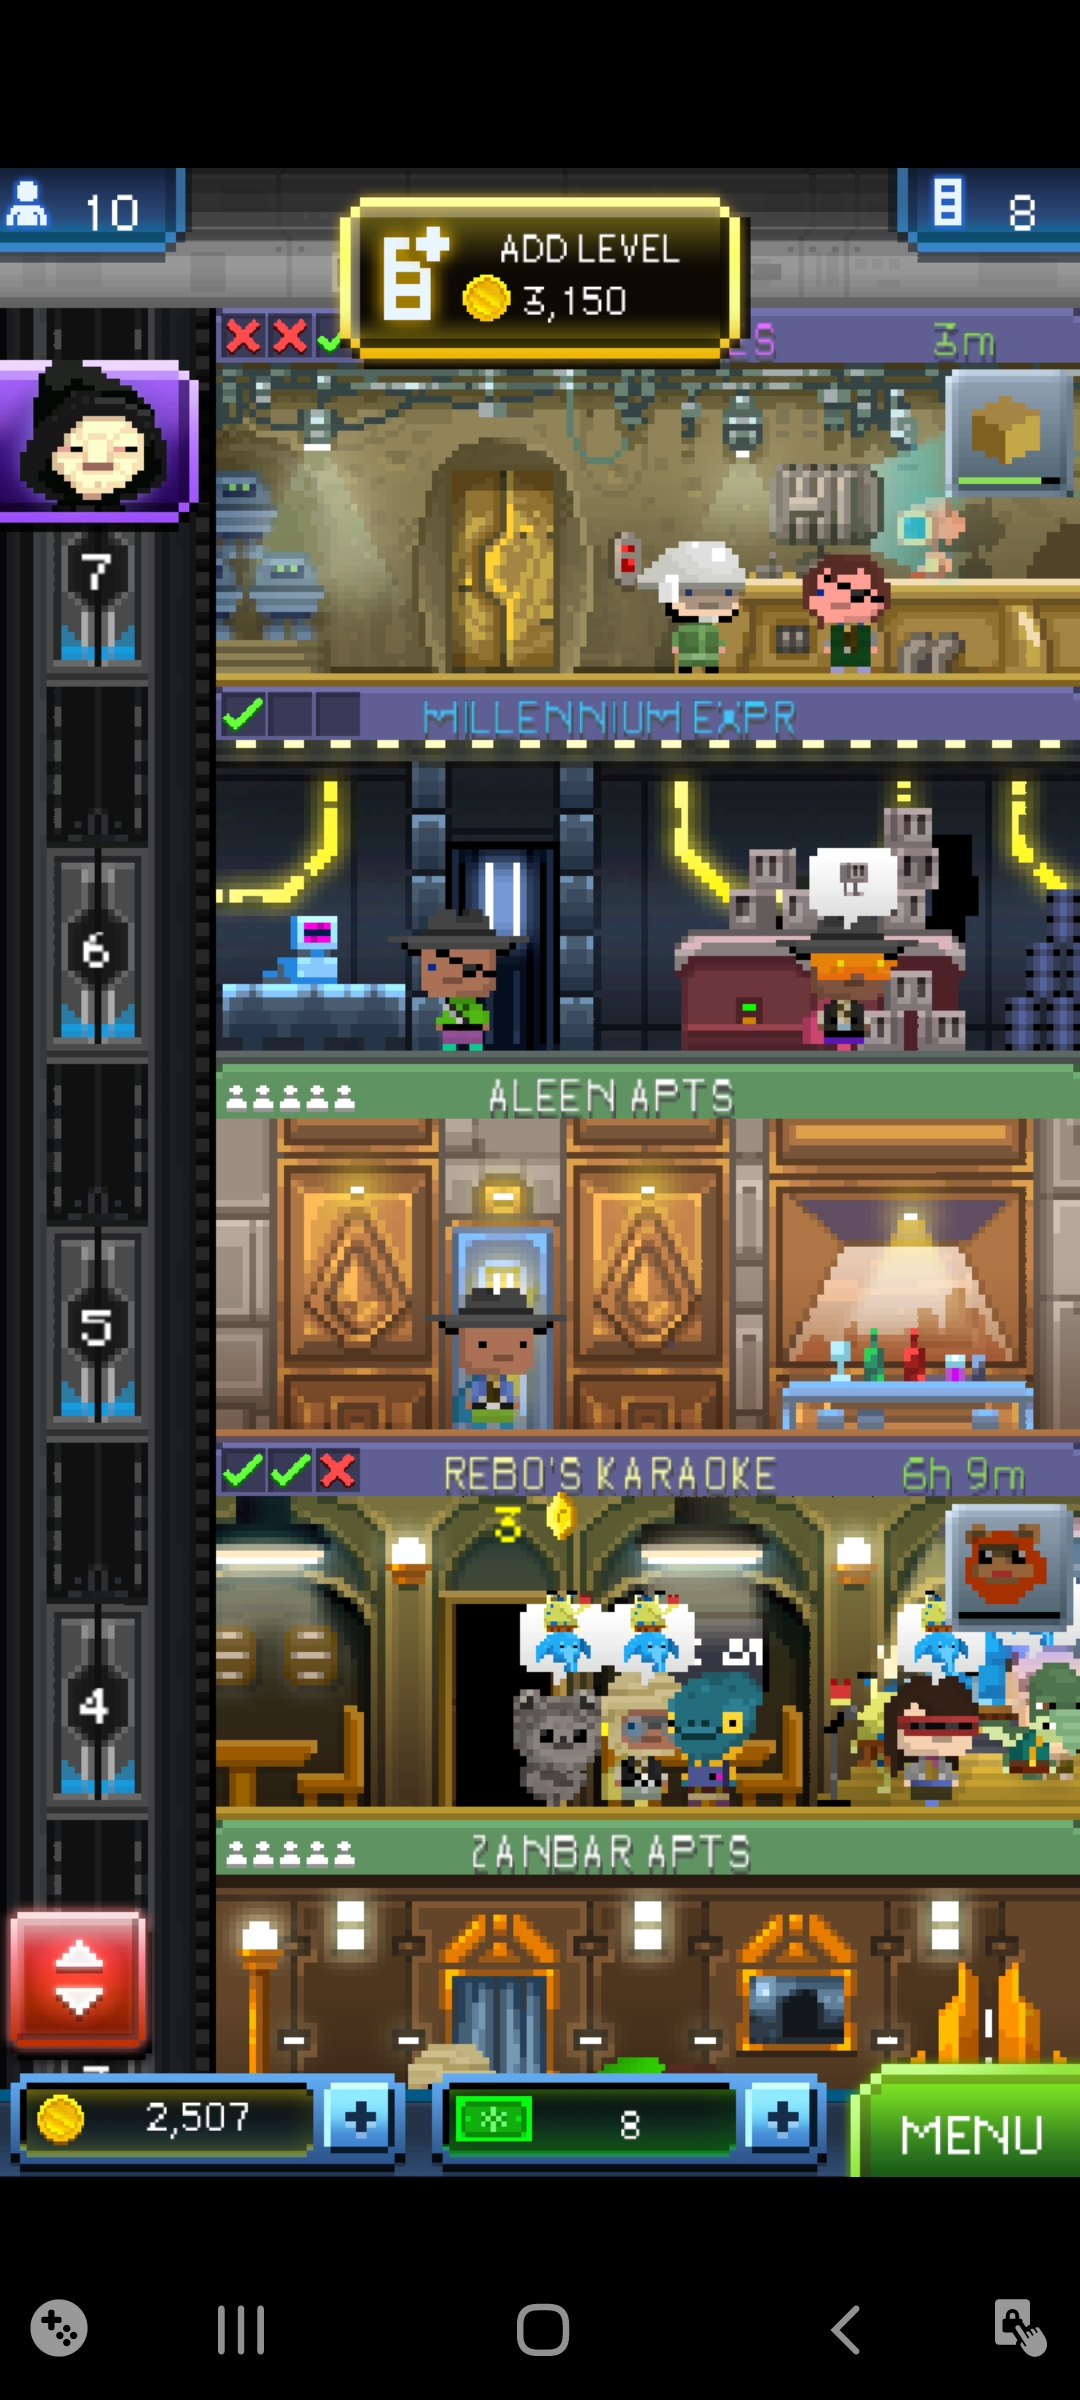 10
ADD LEVEL
3,150
8
3m
7
MILLENNIUM EXPR
6
ALEEN APTS
5
REBO'S KARAOKE 6h 9m
3
4
ZANBAR APTS
2,507
8
MENU